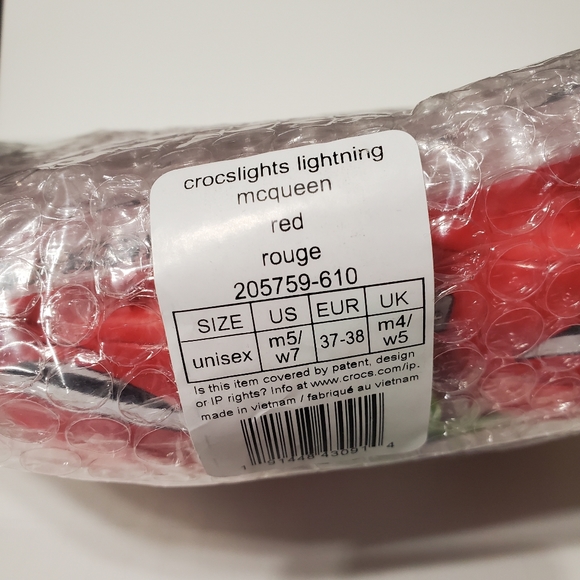 crocslights lightning
mcqueen
red
rouge
205759-610
SIZE US EUR UK
unisex m5/ w7 37-38 m4/ w5
Is this item covered by patent, design
or IP rights? Info at www.crocs.com/ip.
made in vietnam / fabriqué au vietnam